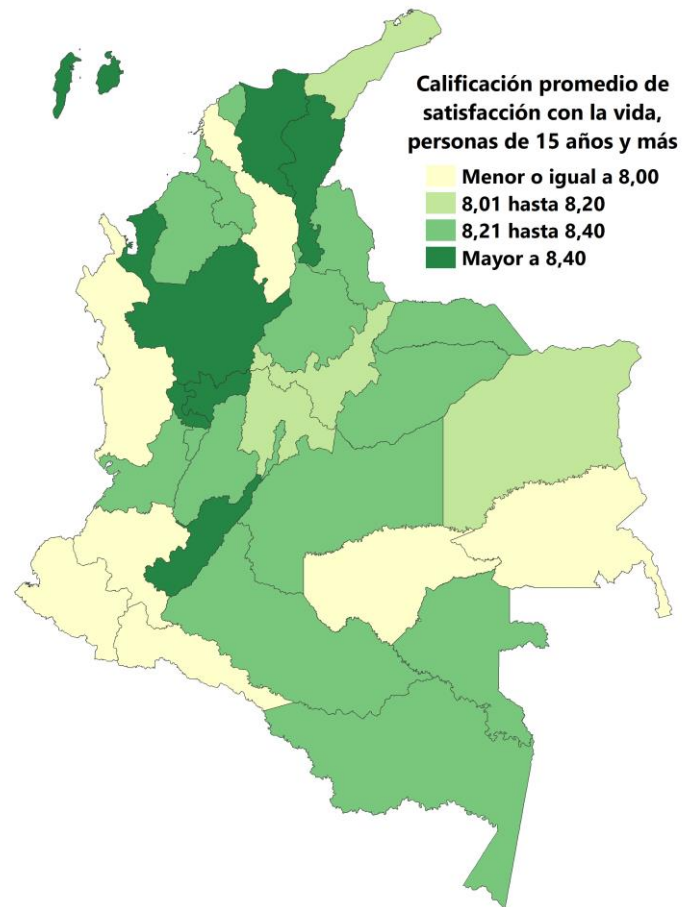 Calificación promedio de
satisfacción con la vida,
personas de 15 años y más
Menor o igual a 8,00
8,01 hasta 8,20
8,21 hasta 8,40
Mayor a 8,40